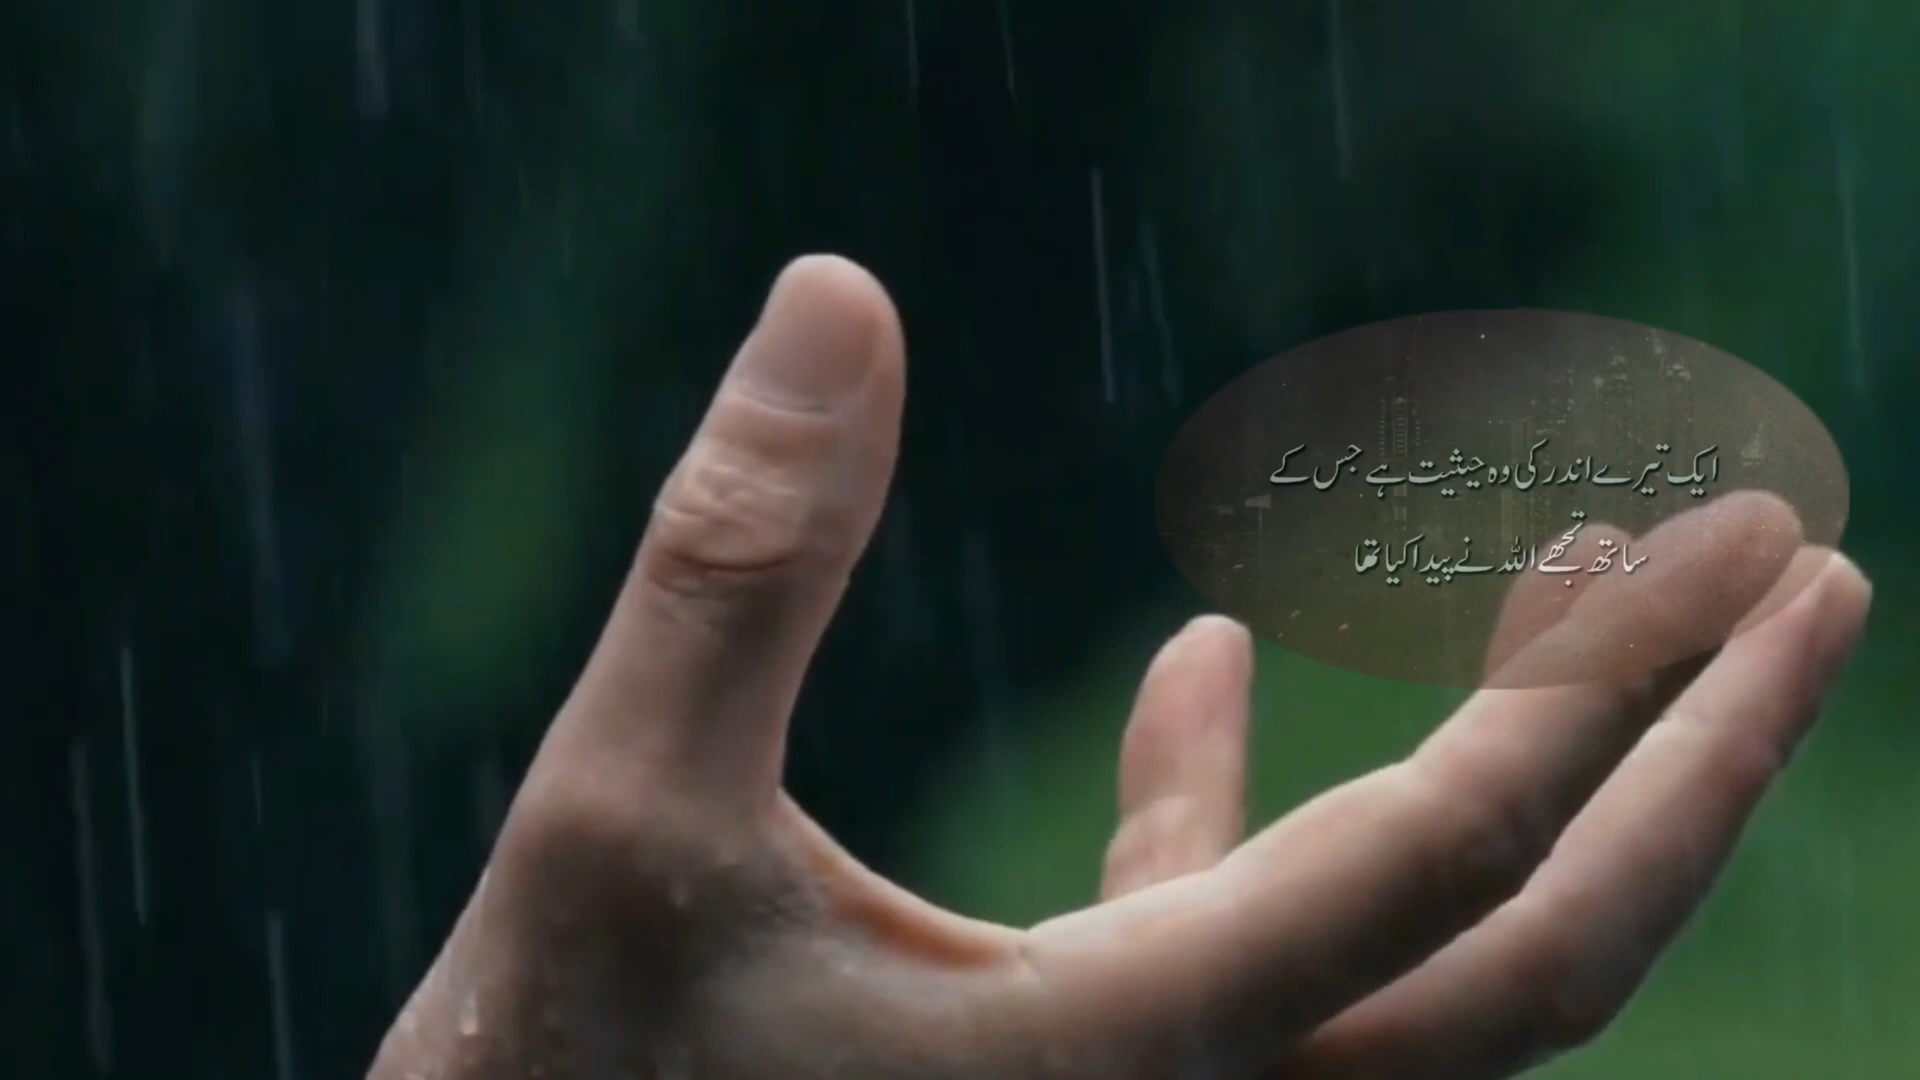 ایک تیرے اندر کی وہ حیثیت ہے جس کے
ساتھ تجھے اللہ نے پیدا کیا تھا